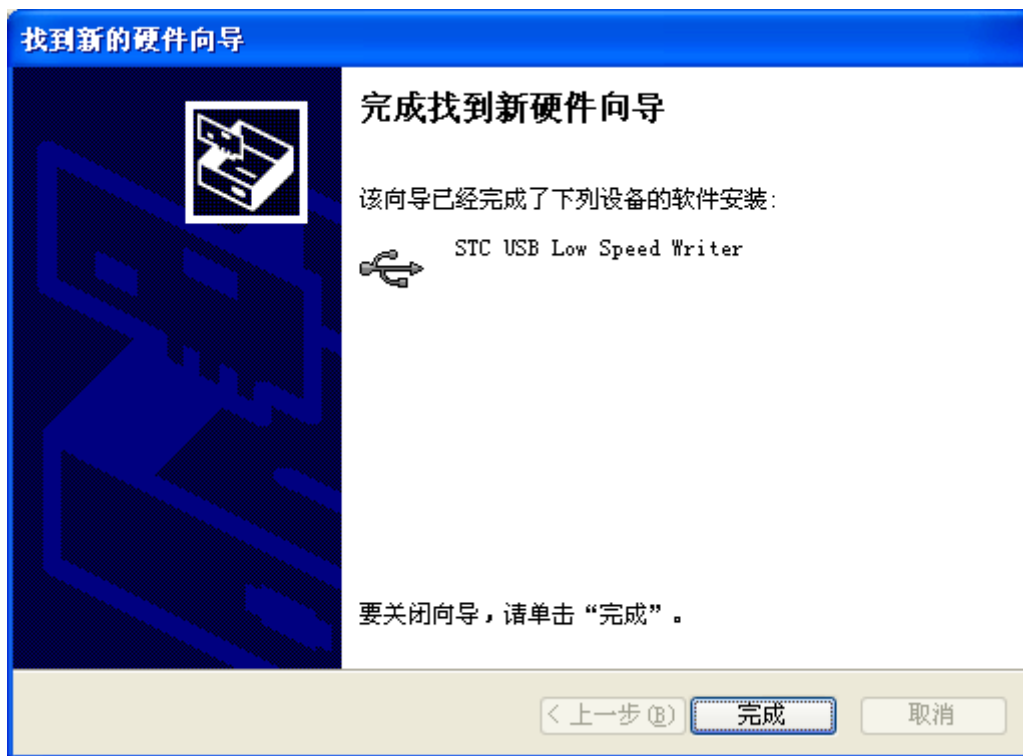 找到新的硬件向导
完成找到新硬件向导
该向导已经完成了下列设备的软件安装:
STC USB Low Speed Writer
要关闭向导，请单击“完成”。
< 上一步(B) 完成 取消